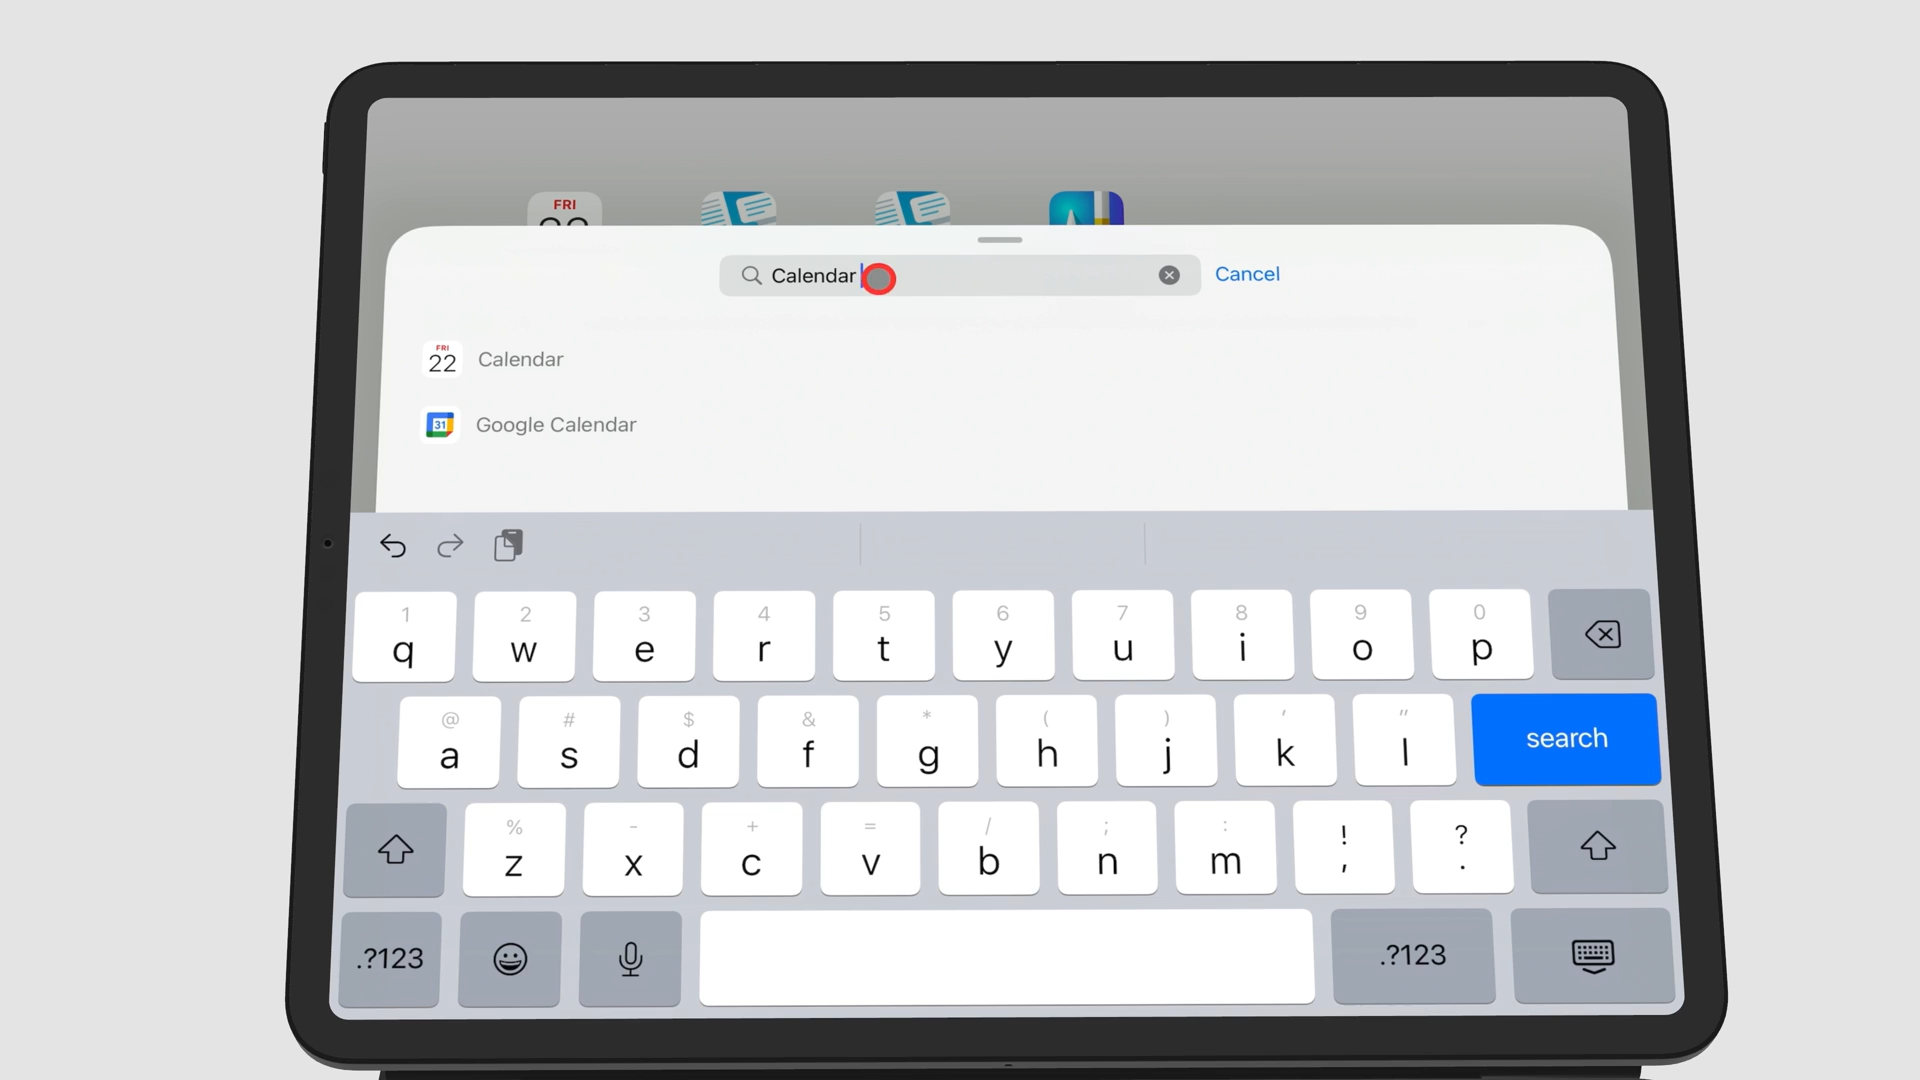 FRI
Calendar
Cancel
FRI
22
Calendar
31
Google Calendar
1 2 3 4 5 6 7 8 9 0
q w e r t y u i o p
@ # $ & * ( ) ' "
a s d f g h j k l search
% - + = / ; : ! ?
z x c v b n m , .
.?123 .?123